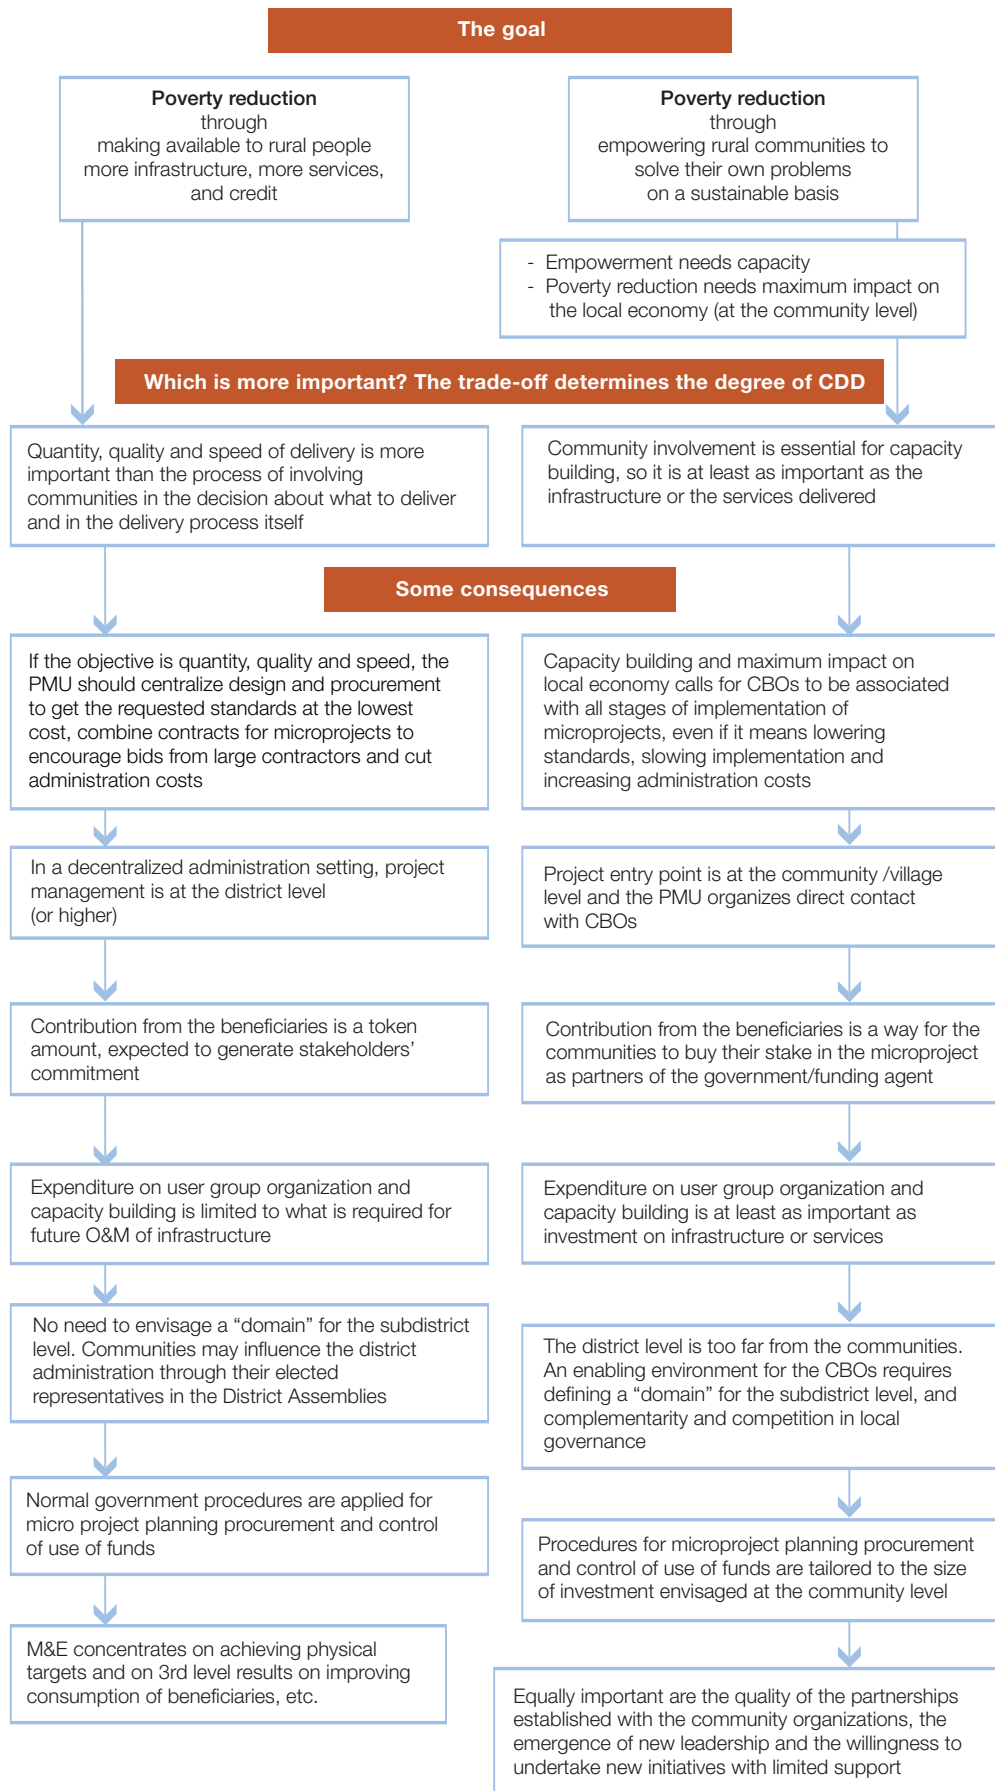 The goal
Poverty reduction
through
making available to rural people
more infrastructure, more services,
and credit
Poverty reduction
through
empowering rural communities to
solve their own problems
on a sustainable basis
- Empowerment needs capacity
- Poverty reduction needs maximum impact on
the local economy (at the community level)
Which is more important? The trade-off determines the degree of CDD
Quantity, quality and speed of delivery is more
important than the process of involving
communities in the decision about what to deliver
and in the delivery process itself
Community involvement is essential for capacity
building, so it is at least as important as the
infrastructure or the services delivered
Some consequences
If the objective is quantity, quality and speed, the
PMU should centralize design and procurement
to get the requested standards at the lowest
cost, combine contracts for microprojects to
encourage bids from large contractors and cut
administration costs
Capacity building and maximum impact on
local economy calls for CBOs to be associated
with all stages of implementation of
microprojects, even if it means lowering
standards, slowing implementation and
increasing administration costs
In a decentralized administration setting, project
management is at the district level
(or higher)
Project entry point is at the community /village
level and the PMU organizes direct contact
with CBOs
Contribution from the beneficiaries is a token
amount, expected to generate stakeholders’
commitment
Contribution from the beneficiaries is a way for the
communities to buy their stake in the microproject
as partners of the government/funding agent
Expenditure on user group organization and
capacity building is limited to what is required for
future O&M of infrastructure
Expenditure on user group organization and
capacity building is at least as important as
investment on infrastructure or services
No need to envisage a “domain” for the subdistrict
level. Communities may influence the district
administration through their elected
representatives in the District Assemblies
The district level is too far from the communities.
An enabling environment for the CBOs requires
defining a “domain” for the subdistrict level, and
complementarity and competition in local
governance
Normal government procedures are applied for
micro project planning procurement and control
of use of funds
Procedures for microproject planning procurement
and control of use of funds are tailored to the size
of investment envisaged at the community level
M&E concentrates on achieving physical
targets and on 3rd level results on improving
consumption of beneficiaries, etc.
Equally important are the quality of the partnerships
established with the community organizations, the
emergence of new leadership and the willingness to
undertake new initiatives with limited support